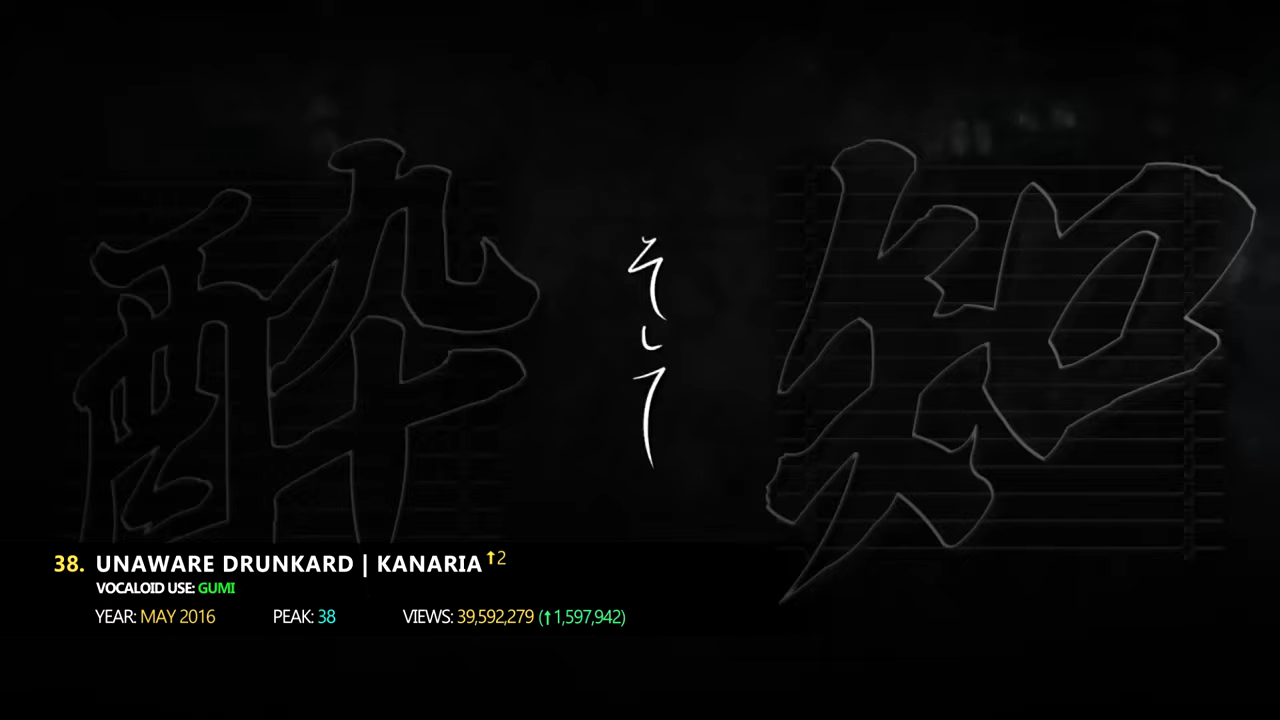 酔
そして
知
38. UNAWARE DRUNKARD | KANARIA ↑2
VOCALOID USE: GUMI
YEAR: MAY 2016 PEAK: 38 VIEWS: 39,592,279 (↑1,597,942)